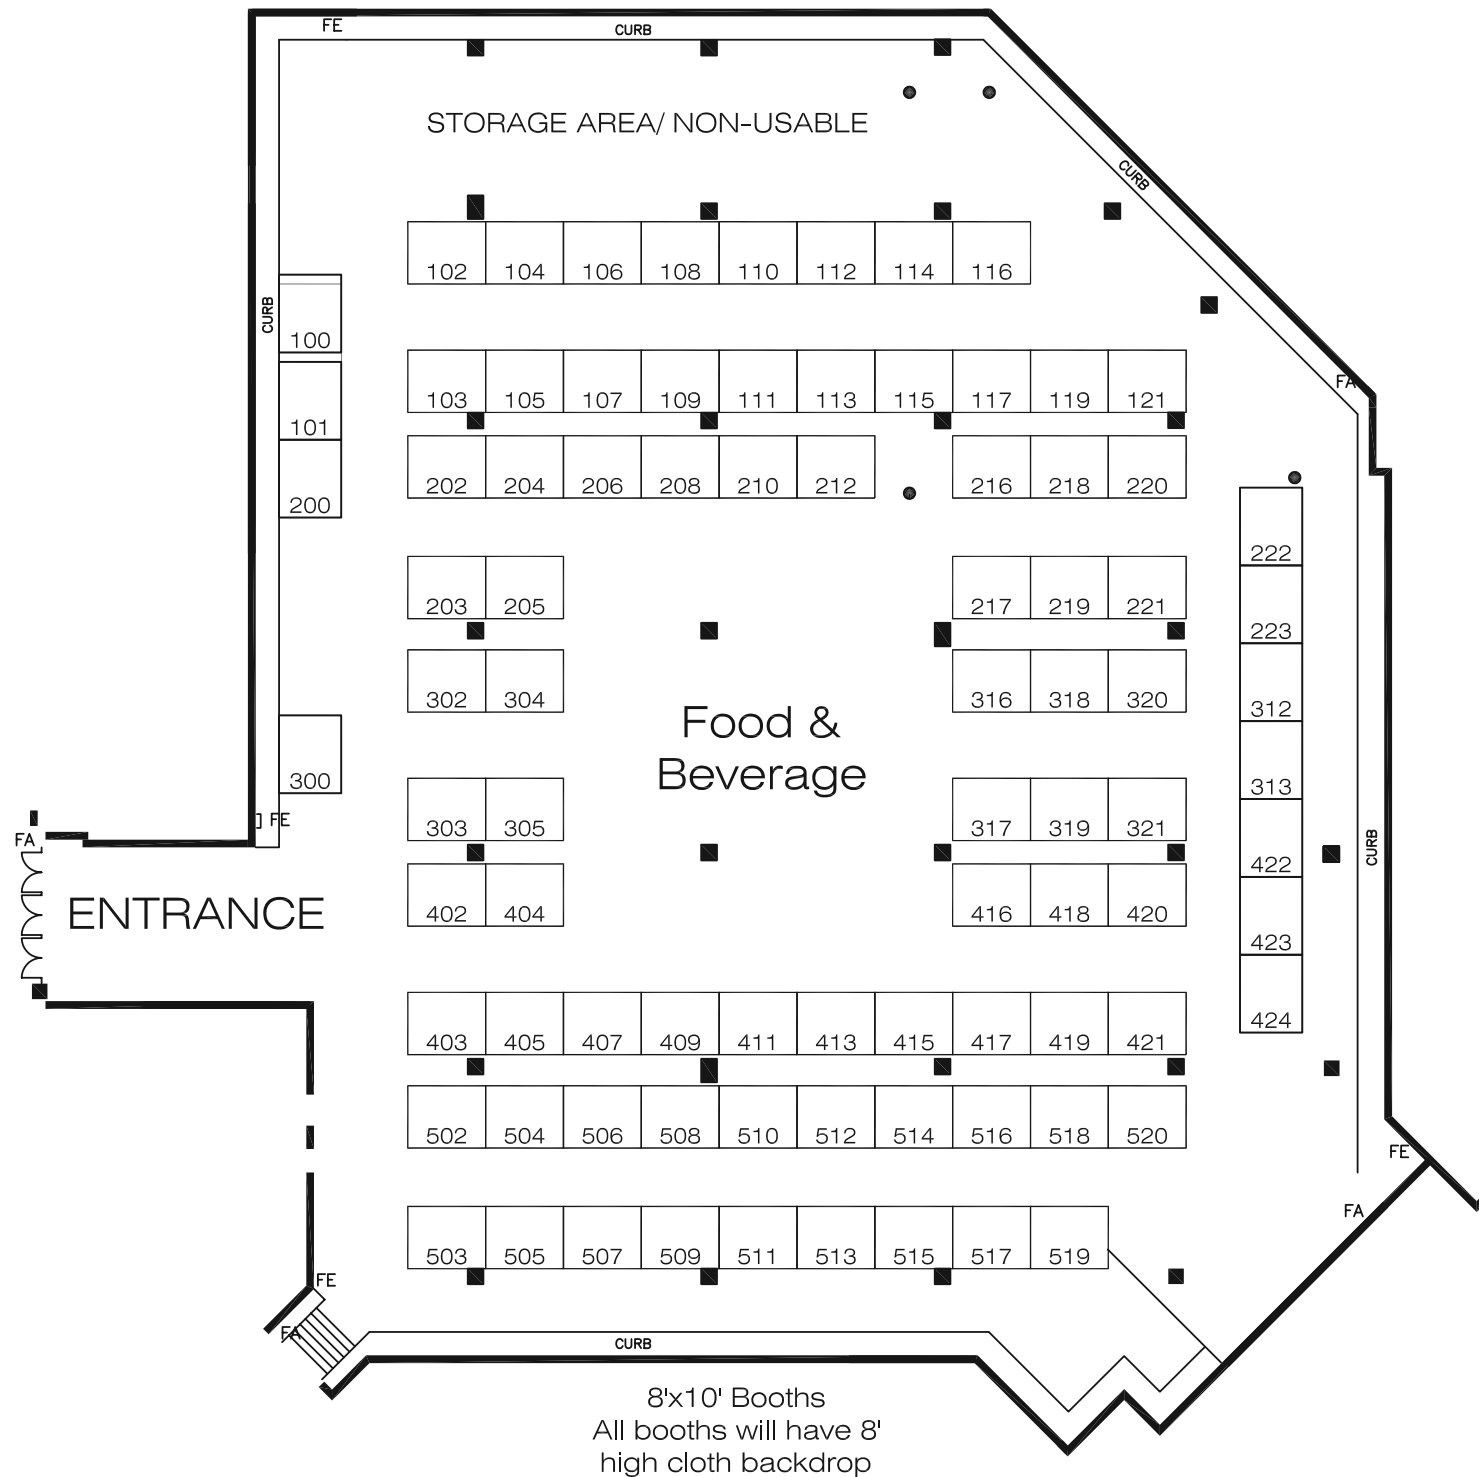 FE
CURB
STORAGE AREA/ NON-USABLE
CURB
102 104 106 108 110 112 114 116
CURB
100
FA
103 105 107 109 111 113 115 117 119 121
101
202 204 206 208 210 212 216 218 220
200
222
203 205 217 219 221
223
302 304 316 318 320
312
Food &
Beverage
300
313
FE
303 305 317 319 321
FA
CURB
422
ENTRANCE
402 404 416 418 420
423
424
403 405 407 409 411 413 415 417 419 421
502 504 506 508 510 512 514 516 518 520
FE
FA
503 505 507 509 511 513 515 517 519
FE
FA
CURB
8'x10' Booths
All booths will have 8'
high cloth backdrop